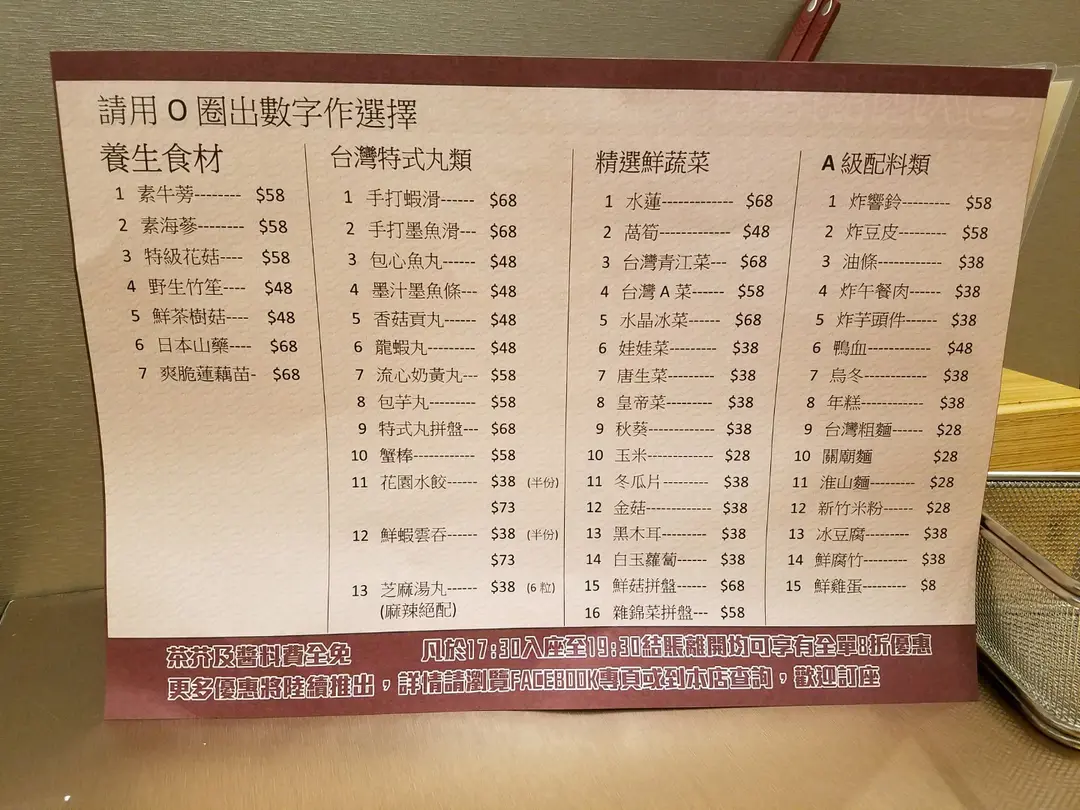 請用 O 圈出數字作選擇
養生食材
1 素牛蒡-------- $58
2 素海蔘-------- $58
3 特級花菇---- $58
4 野生竹笙---- $48
5 鮮茶樹菇---- $48
6 日本山藥---- $68
7 爽脆蓮藕苗- $68
台灣特式丸類
1 手打蝦滑------ $68
2 手打墨魚滑--- $68
3 包心魚丸------ $48
4 墨汁墨魚條--- $48
5 香菇貢丸------ $48
6 龍蝦丸--------- $48
7 流心奶黃丸--- $58
8 包芋丸--------- $58
9 特式丸拼盤--- $68
10 蟹棒------------ $58
11 花園水餃------ $38 (半份)
$73
12 鮮蝦雲吞------ $38 (半份)
$73
13 芝麻湯丸------ $38 (6 粒)
(麻辣絕配)
精選鮮蔬菜
1 水蓮------------- $68
2 萵筍------------- $48
3 台灣青江菜--- $68
4 台灣 A 菜------ $58
5 水晶冰菜------ $68
6 娃娃菜--------- $38
7 唐生菜--------- $38
8 皇帝菜--------- $38
9 秋葵------------ $38
10 玉米------------ $28
11 冬瓜片--------- $38
12 金菇------------ $38
13 黑木耳--------- $38
14 白玉蘿蔔------ $38
15 鮮菇拼盤------ $68
16 雜錦菜拼盤--- $58
A 級配料類
1 炸響鈴--------- $58
2 炸豆皮--------- $58
3 油條------------ $38
4 炸午餐肉------ $38
5 炸芋頭件------ $38
6 鴨血------------ $48
7 烏冬------------ $38
8 年糕------------ $38
9 台灣粗麵------ $28
10 關廟麵 $28
11 淮山麵--------- $28
12 新竹米粉------ $28
13 冰豆腐--------- $38
14 鮮腐竹--------- $38
15 鮮雞蛋--------- $8
茶芥及醬料費全免 凡於17:30入座至19:30結賬離開均可享有全單8折優惠
更多優惠將陸續推出，詳情請瀏覽FACEBOOK專頁或到本店查詢，歡迎訂座